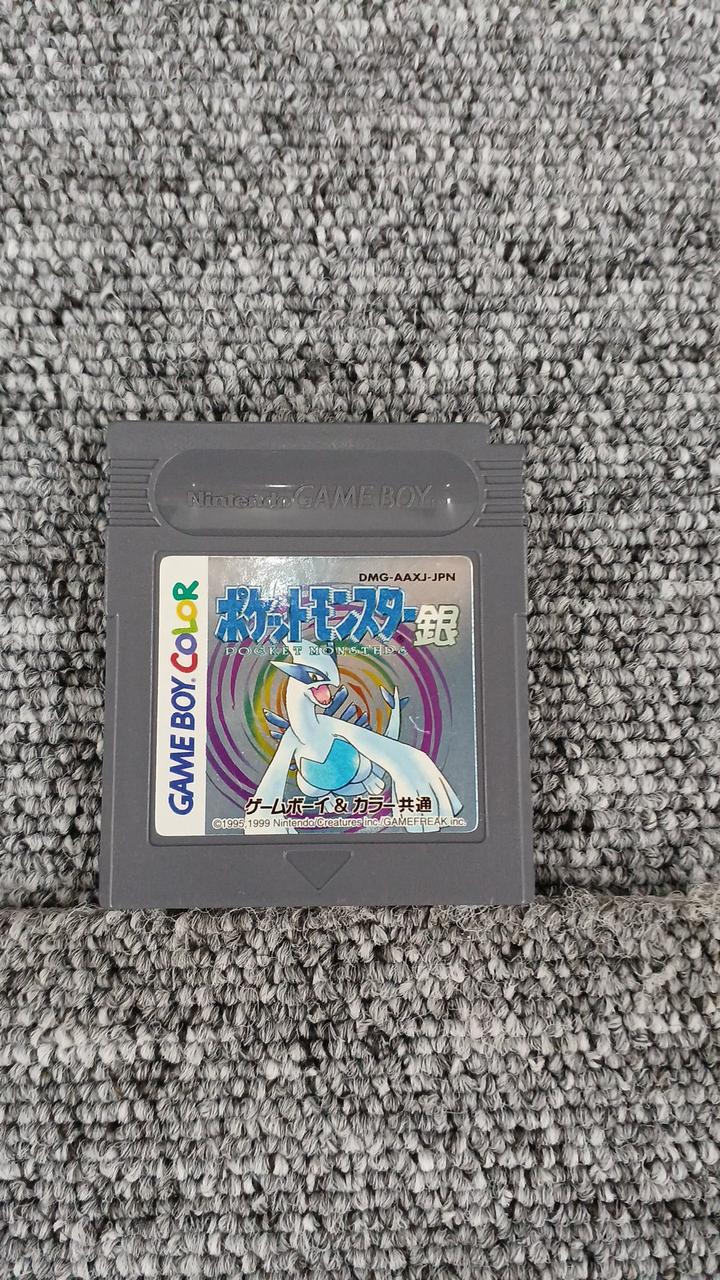 Nintendo GAME BOY
DMG-AAXJ-JPN
ポケットモンスター銀
POCKET MONSTERS
GAME BOY COLOR
ゲームボーイ & カラー共通
©1995,1999 Nintendo/Creatures inc./GAMEFREAK inc.